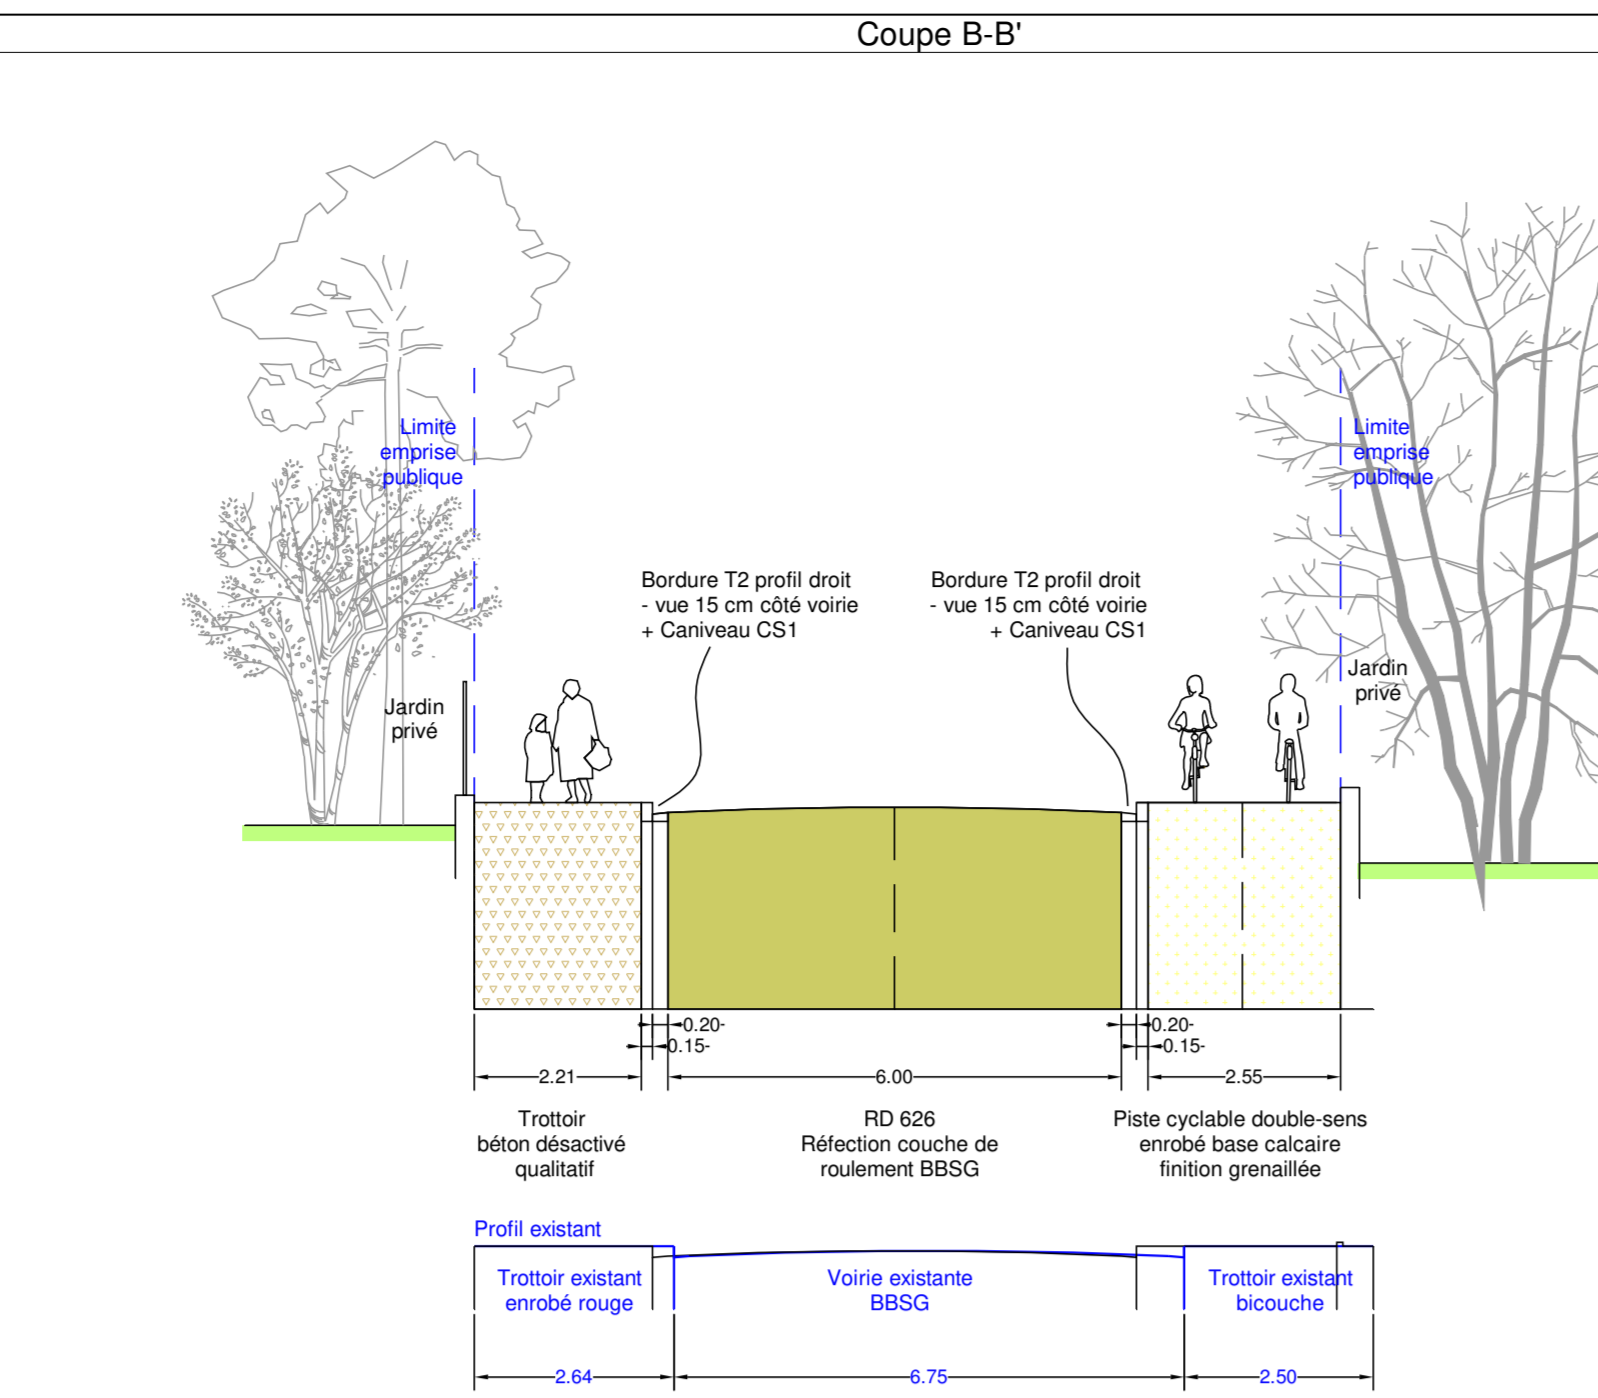 Coupe B-B'
Limite
emprise
publique
Limite
emprise
publique
Bordure T2 profil droit
- vue 15 cm côté voirie
+ Caniveau CS1
Bordure T2 profil droit
- vue 15 cm côté voirie
+ Caniveau CS1
Jardin
privé
Jardin
privé
0.20
0.15
0.20
0.15
2.21
6.00
2.55
Trottoir
béton désactivé
qualitatif
RD 626
Réfection couche de
roulement BBSG
Piste cyclable double-sens
enrobé base calcaire
finition grenaillée
Profil existant
Trottoir existant
enrobé rouge
Voirie existante
BBSG
Trottoir existant
bicouche
2.64
6.75
2.50